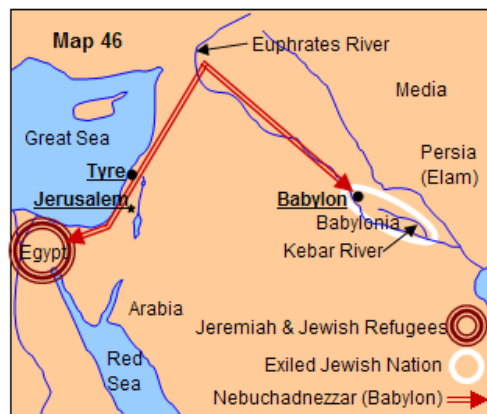 Map 46
Euphrates River
Media
Great Sea
Persia
(Elam)
Tyre
Jerusalem
Babylon
Babylonia
Kebar River
Egypt
Arabia
Red
Sea
Jeremiah & Jewish Refugees
Exiled Jewish Nation
Nebuchadnezzar (Babylon)